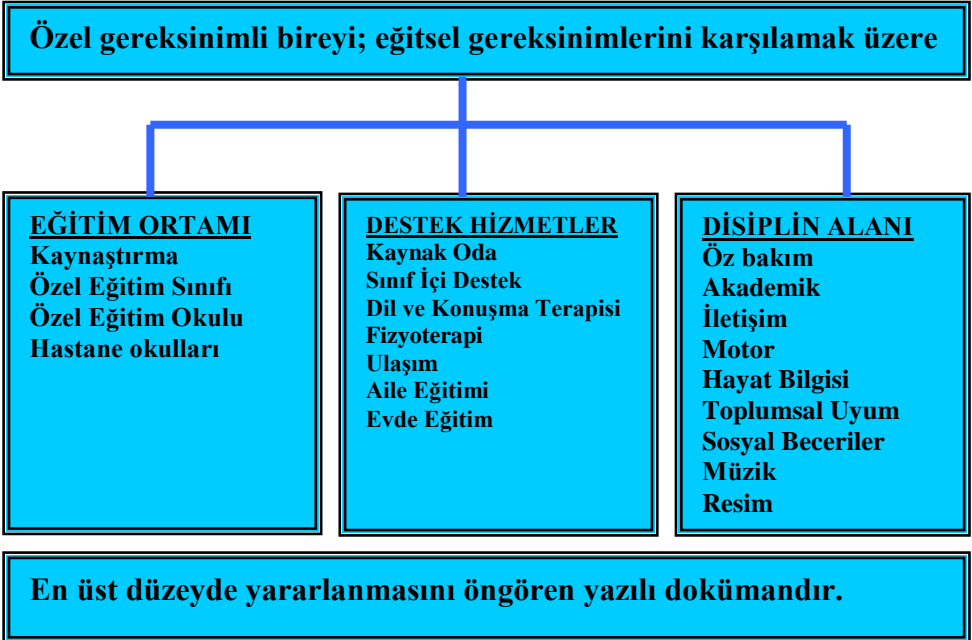 Özel gereksinimli bireyi; eğitsel gereksinimlerini karşılamak üzere
EĞİTİM ORTAMI
Kaynaştırma
Özel Eğitim Sınıfı
Özel Eğitim Okulu
Hastane okulları
DESTEK HİZMETLER
Kaynak Oda
Sınıf İçi Destek
Dil ve Konuşma Terapisi
Fizyoterapi
Ulaşım
Aile Eğitimi
Evde Eğitim
DİSİPLİN ALANI
Öz bakım
Akademik
İletişim
Motor
Hayat Bilgisi
Toplumsal Uyum
Sosyal Beceriler
Müzik
Resim
En üst düzeyde yararlanmasını öngören yazılı dokümandır.